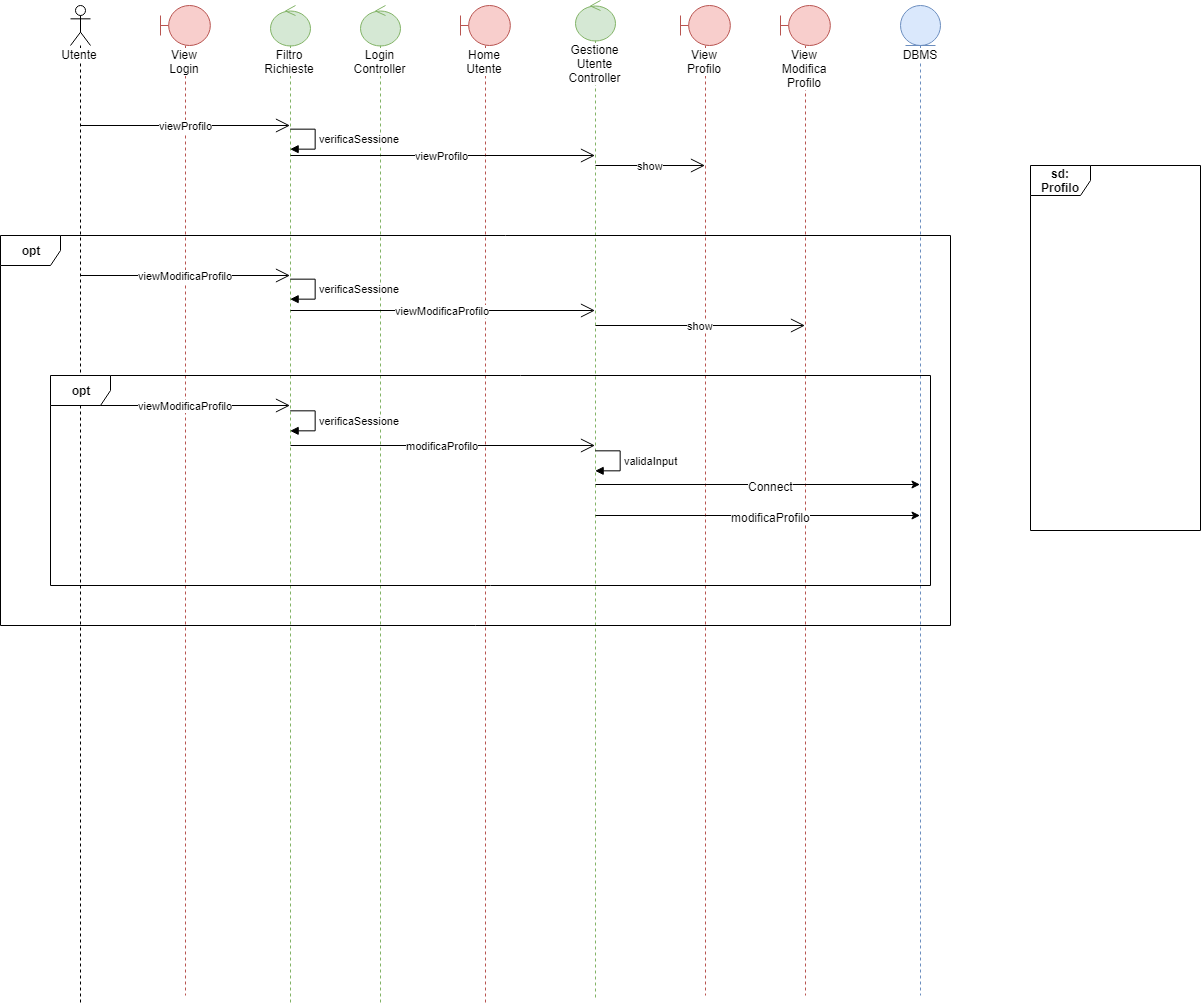 Utente
View
Login
Filtro
Richieste
Login
Controller
Home
Utente
Gestione
Utente
Controller
View
Profilo
View
Modifica
Profilo
DBMS
viewProfilo
verificaSessione
viewProfilo
show
sd:
Profilo
opt
viewModificaProfilo
verificaSessione
viewModificaProfilo
show
opt
viewModificaProfilo
verificaSessione
modificaProfilo
validaInput
Connect
modificaProfilo